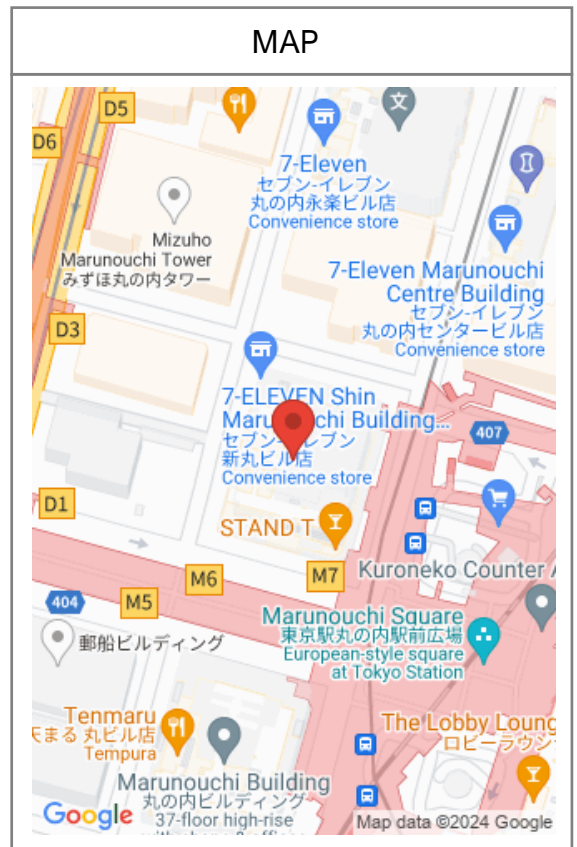 MAP
D5
D6
7-Eleven
セブン-イレブン
丸の内永楽ビル店
Convenience store
文
Mizuho
Marunouchi Tower
みずほ丸の内タワー
7-Eleven Marunouchi
Centre Building
セブン-イレブン
丸の内センタービル店
Convenience store
D3
7-ELEVEN Shin
Building...
新丸ビル店
Convenience store
407
D1
STAND T
M6
M7
Kuroneko Counter
404
M5
Marunouchi Square
東京駅丸の内駅前広場
European-style square
at Tokyo Station
郵船ビルディング
Tenmaru
天まる 丸ビル店
Tempura
The Lobby Loung
ロビーラウン
Marunouchi Building
丸の内ビルディング
37-floor high-rise
Google
Map data ©2024 Google